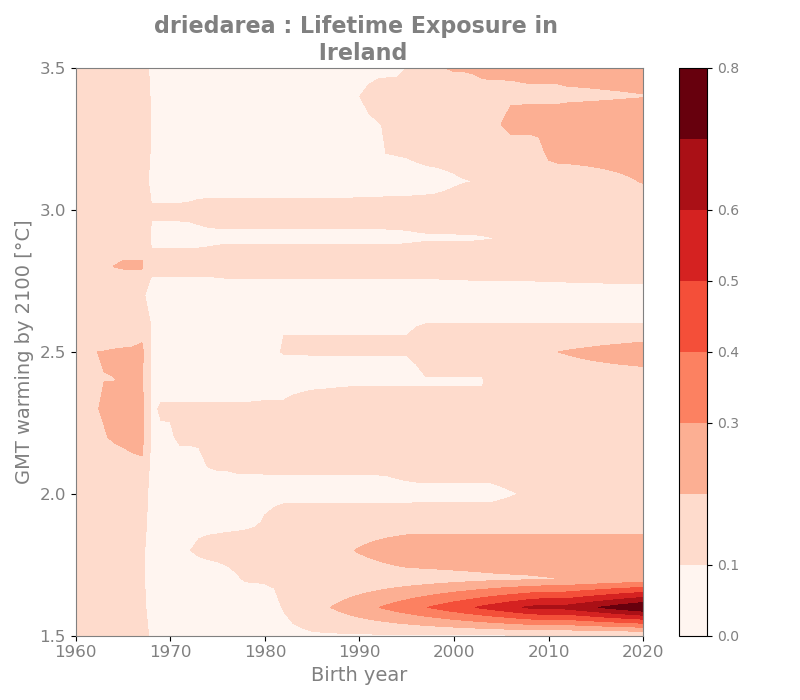 driedarea : Lifetime Exposure in
Ireland
3.5
3.0
2.5
2.0
1.5
GMT warming by 2100 [°C]
1960 1970 1980 1990 2000 2010 2020
Birth year
0.8
0.6
0.5
0.4
0.3
0.1
0.0